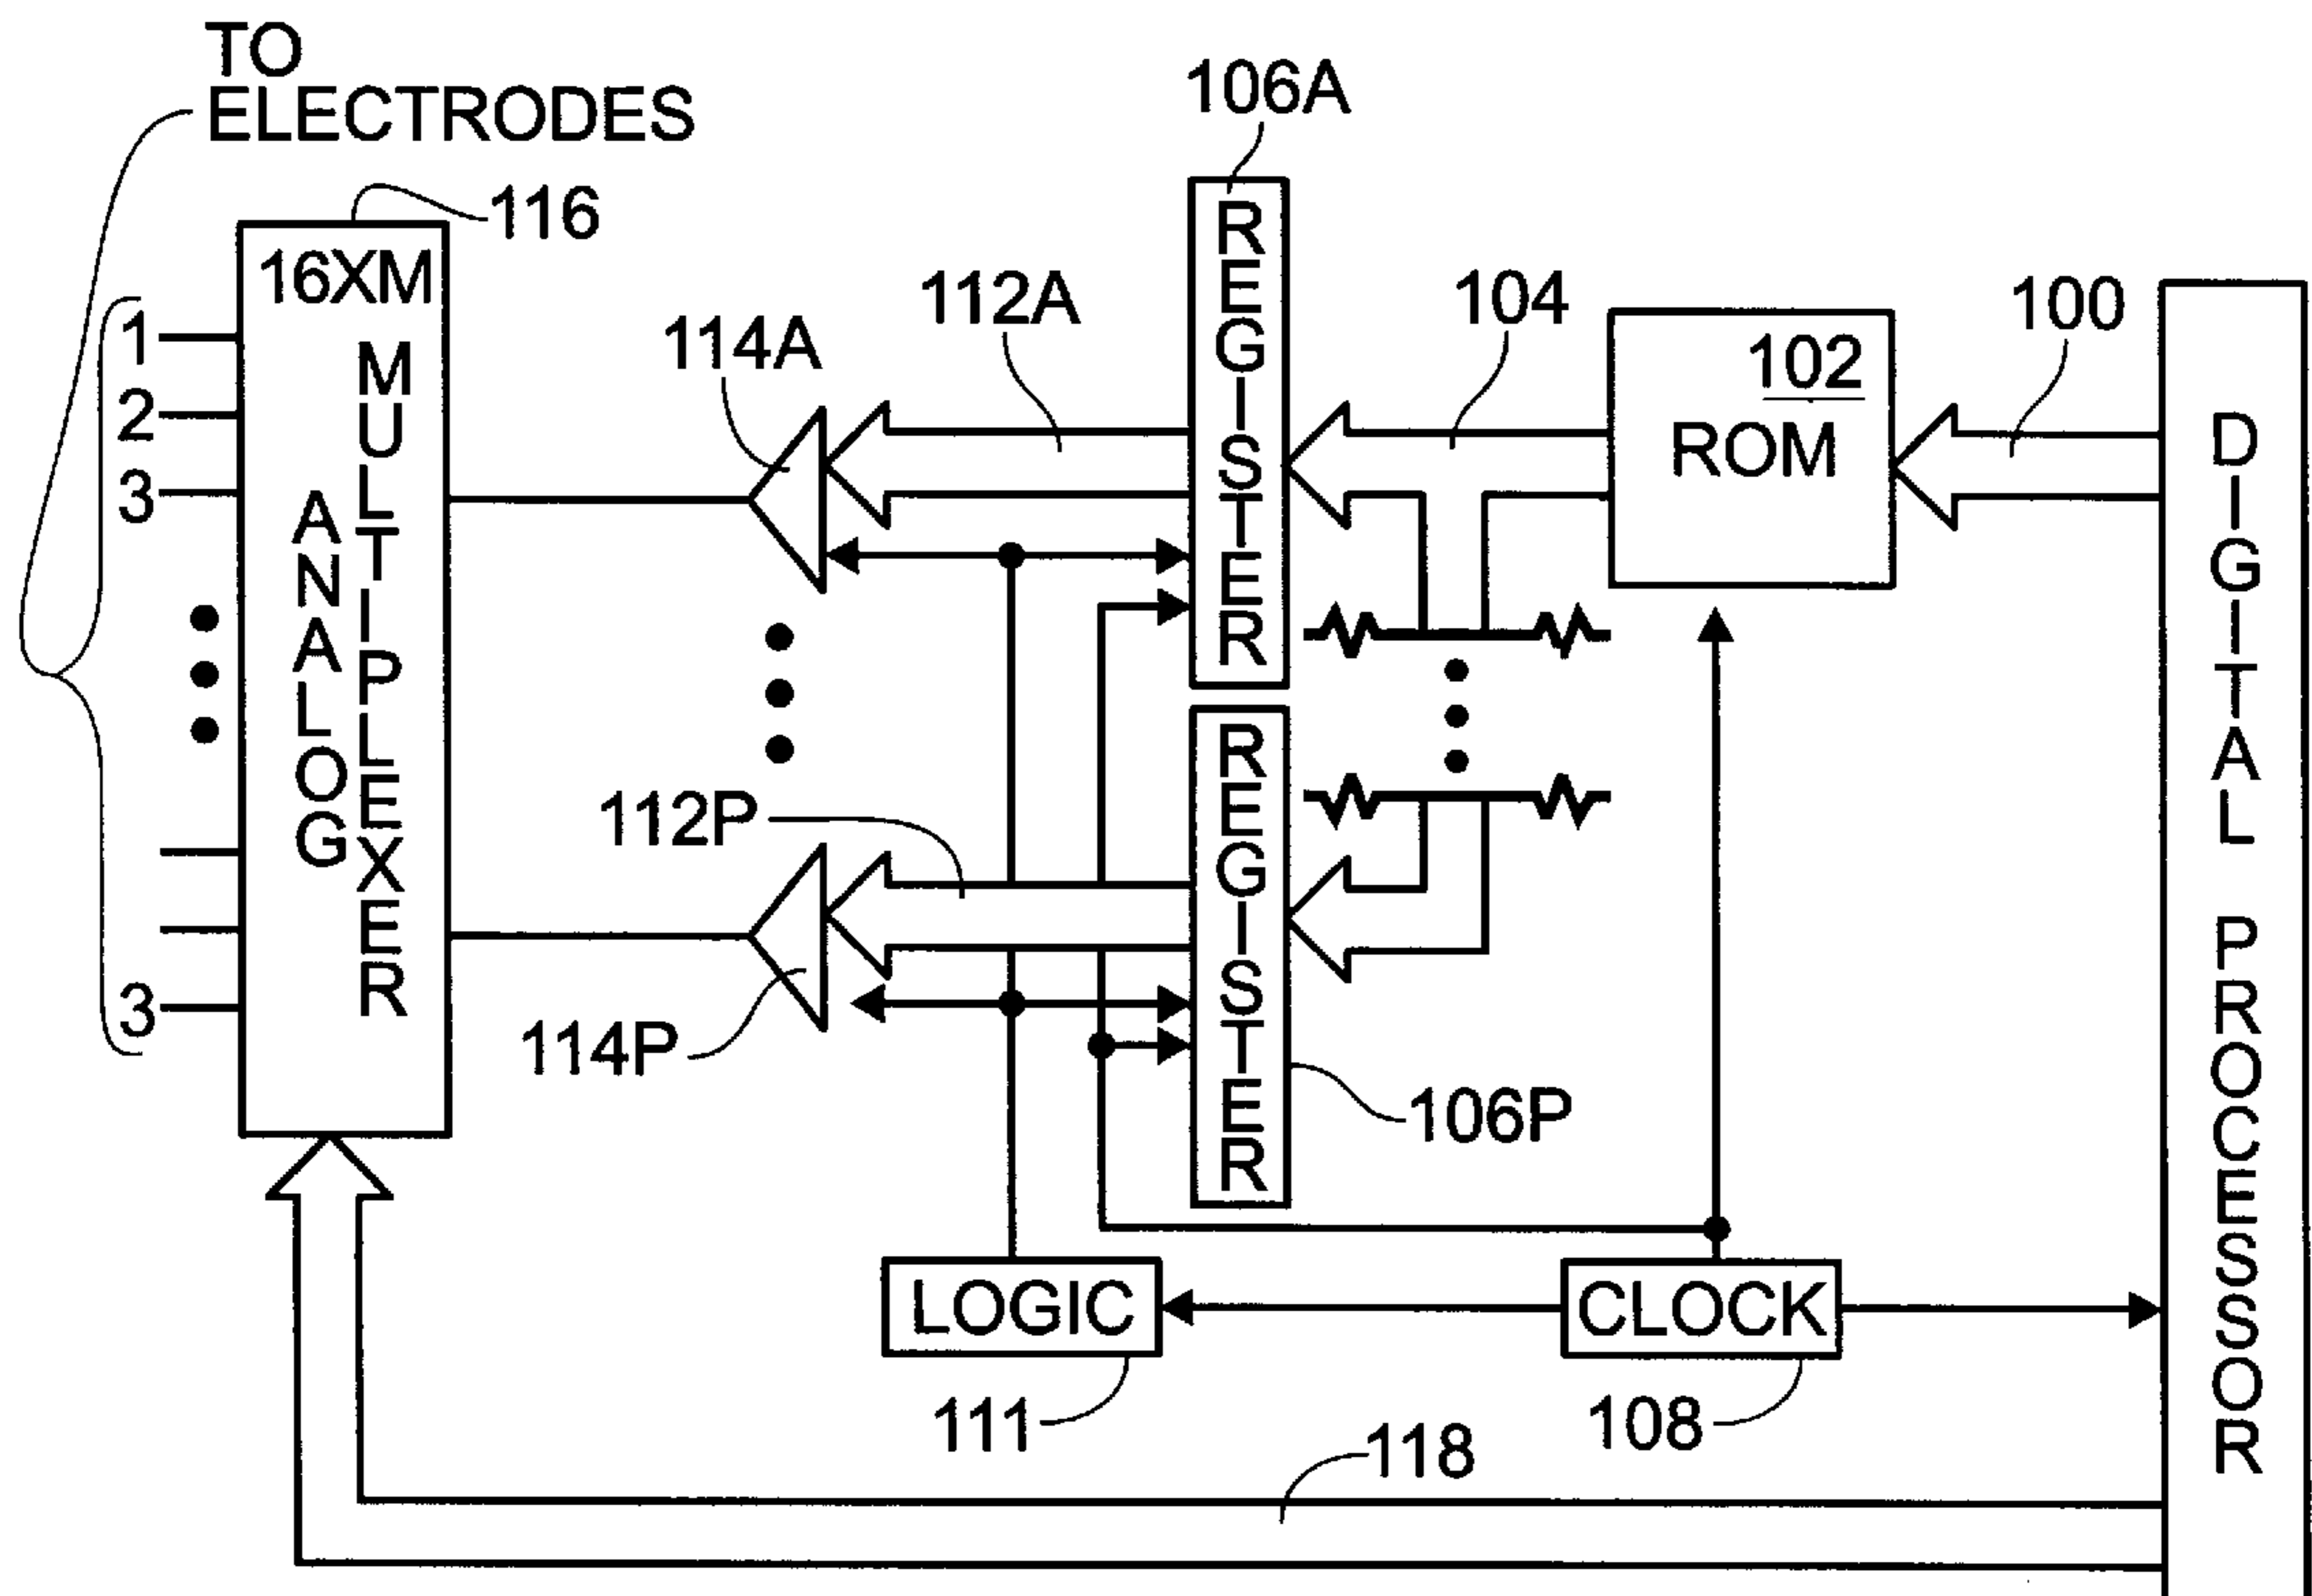 TO
ELECTRODES
116
16XM
ANALOG
MULTIPLEXER
1
2
3
3
114A
112A
106A
REGISTER
104
102
ROM
100
DIGITAL PROCESSOR
112P
114P
REGISTER
106P
LOGIC
111
CLOCK
108
118